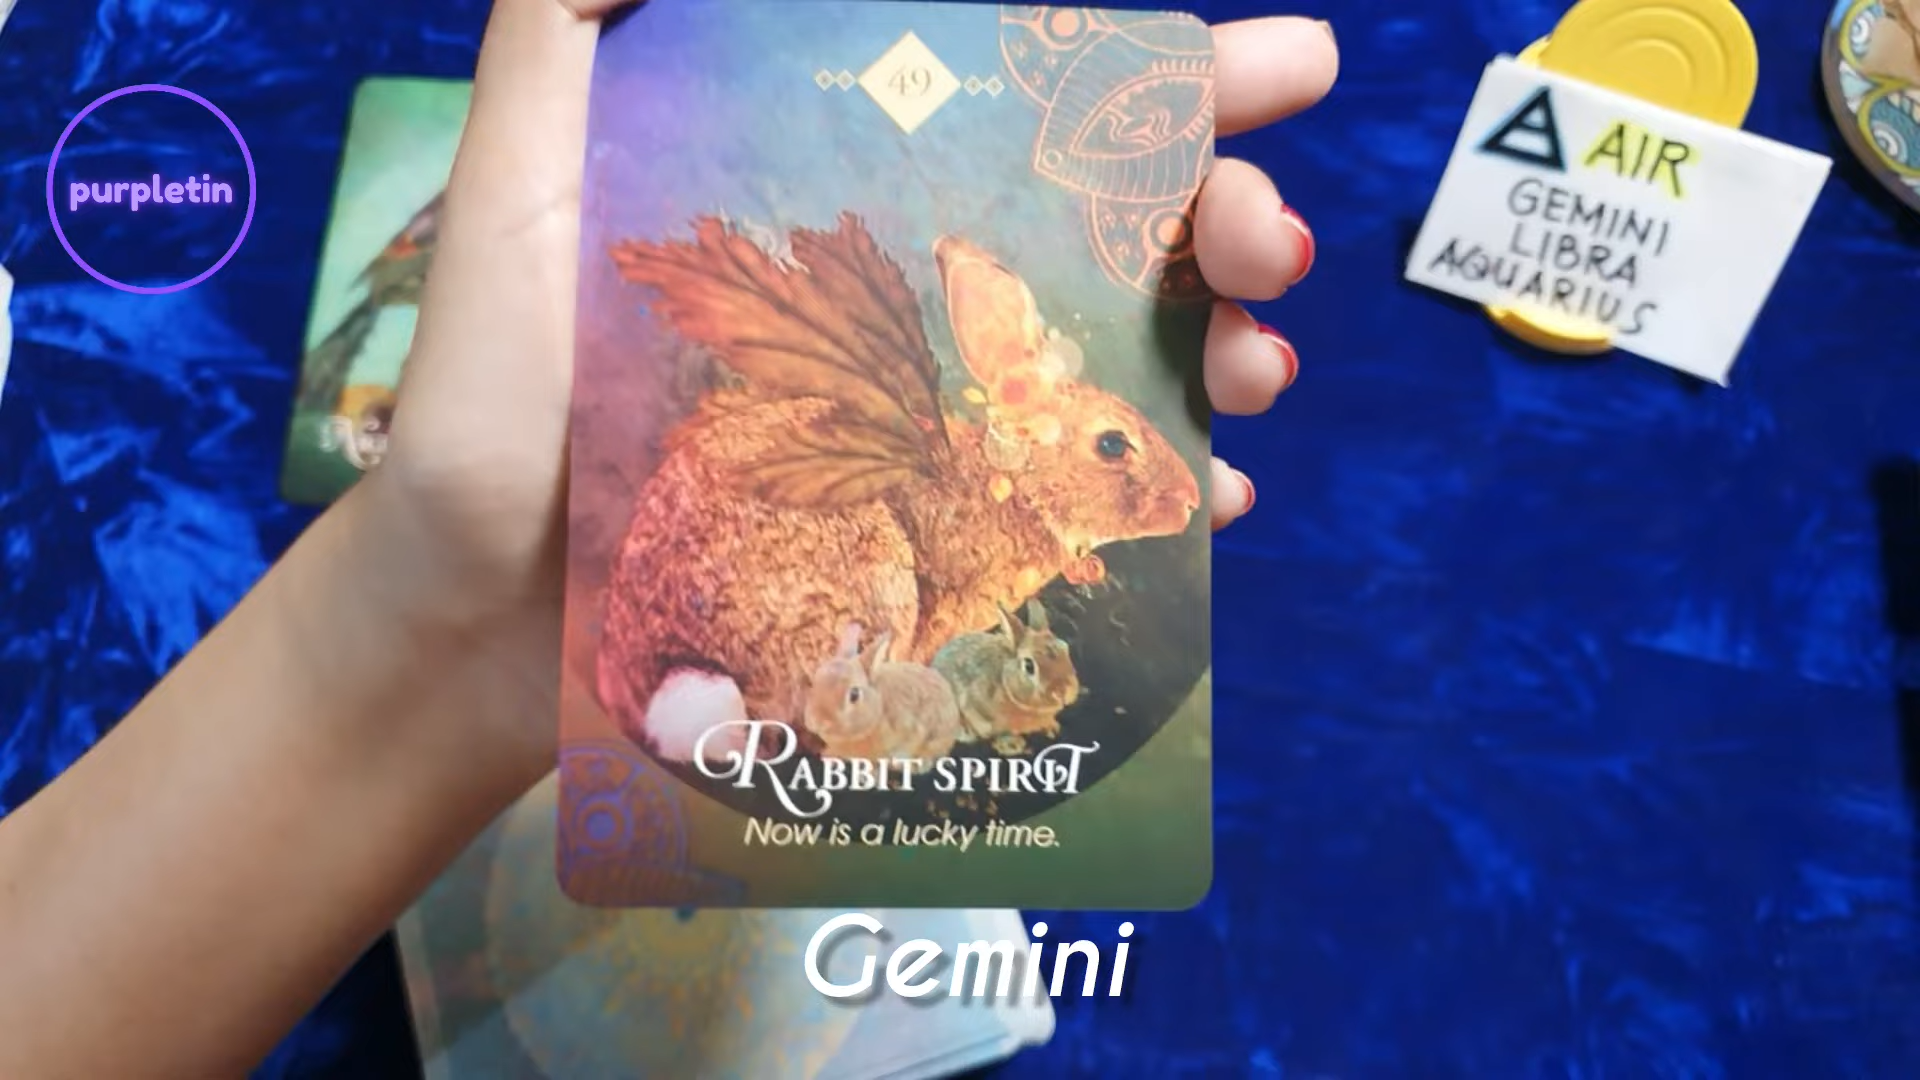 purpletin
49
AIR
GEMINI
LIBRA
AQUARIUS
RABBIT SPIRIT
Now is a lucky time.
Gemini